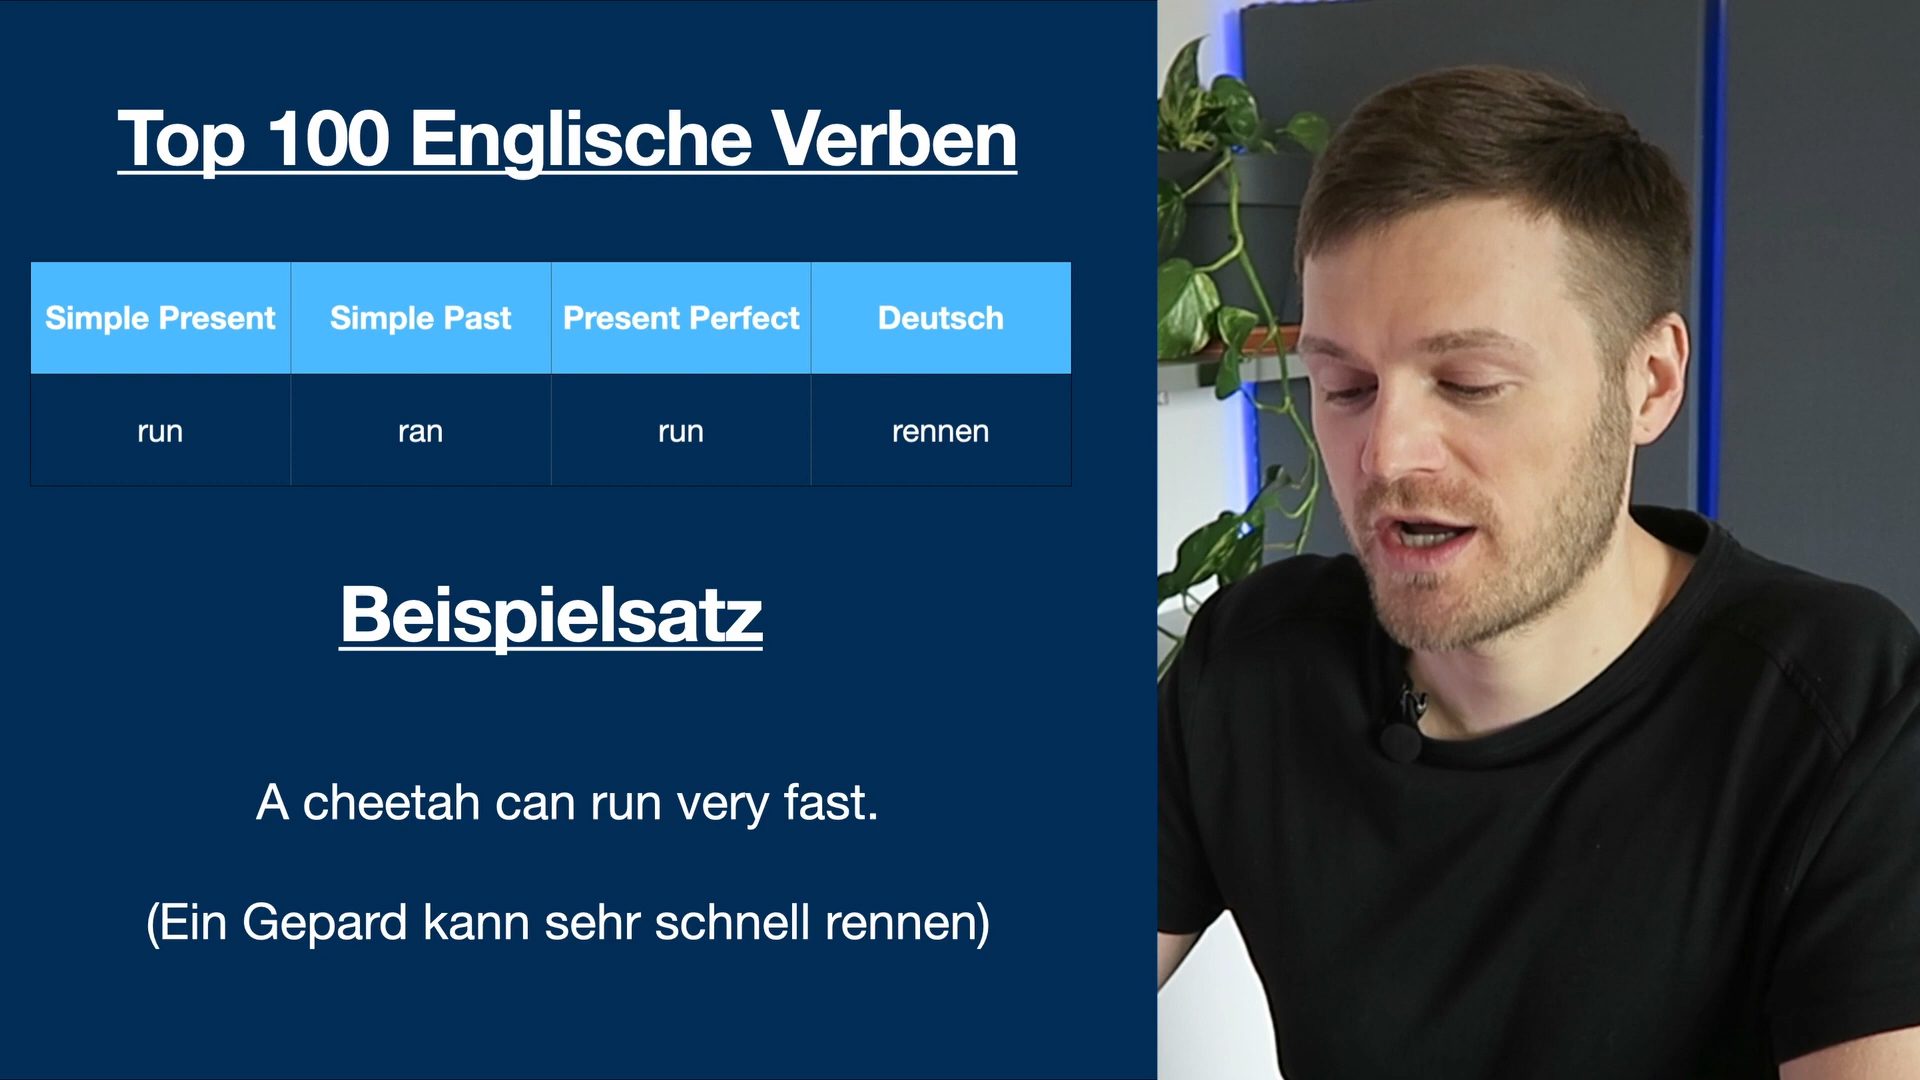 Top 100 Englische Verben
Simple Present Simple Past Present Perfect Deutsch
run ran run rennen
Beispielsatz
A cheetah can run very fast.
(Ein Gepard kann sehr schnell rennen)